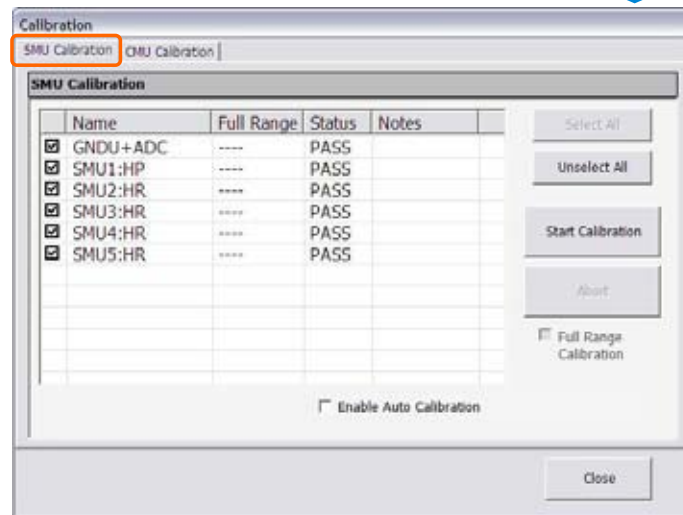 Calibration
SMU Calibration CMU Calibration
SMU Calibration
Name Full Range Status Notes
GNDU+ADC ---- PASS
SMU1:HP ---- PASS
SMU2:HR ---- PASS
SMU3:HR ---- PASS
SMU4:HR ---- PASS
SMU5:HR ---- PASS
Select All
Unselect All
Start Calibration
Abort
Full Range
Calibration
Enable Auto Calibration
Close